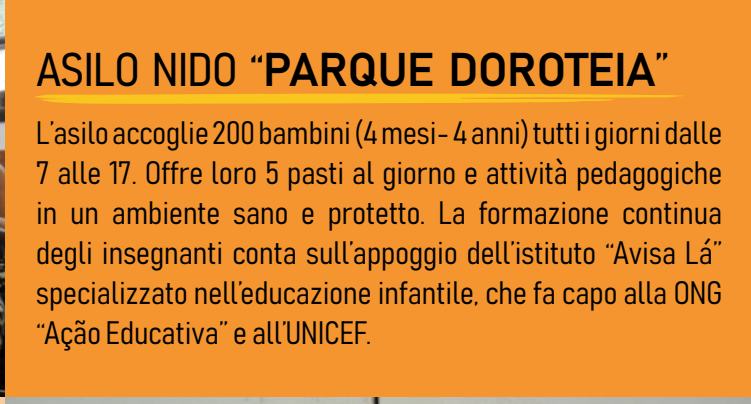 ASILO NIDO “PARQUE DOROTEIA”
L’asilo accoglie 200 bambini (4 mesi- 4 anni) tutti i giorni dalle
7 alle 17. Offre loro 5 pasti al giorno e attività pedagogiche
in un ambiente sano e protetto. La formazione continua
degli insegnanti conta sull’appoggio dell’istituto “Avisa Lá”
specializzato nell’educazione infantile, che fa capo alla ONG
“Ação Educativa” e all’UNICEF.